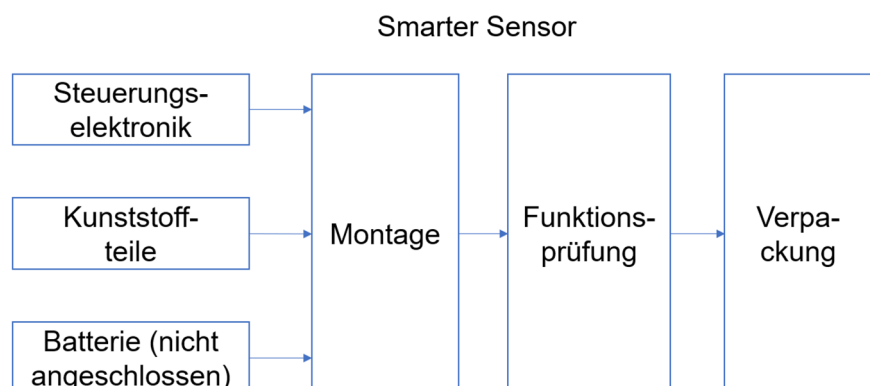 Smarter Sensor
Steuerungs-
elektronik
Kunststoff-
teile
Batterie (nicht
angeschlossen)
Montage
Funktions-
prüfung
Verpa-
ckung